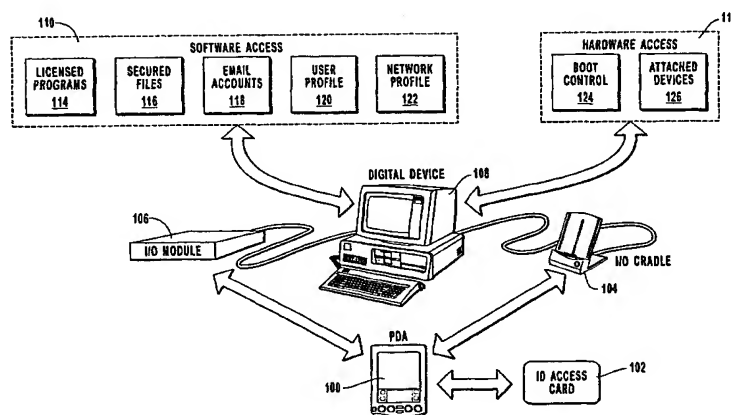 110
SOFTWARE ACCESS
LICENSED
PROGRAMS
114
SECURED
FILES
116
EMAIL
ACCOUNTS
118
USER
PROFILE
120
NETWORK
PROFILE
122
11
HARDWARE ACCESS
BOOT
CONTROL
124
ATTACHED
DEVICES
126
DIGITAL DEVICE
108
106
I/O MODULE
I/O CRADLE
104
PDA
100
ID ACCESS
CARD
102